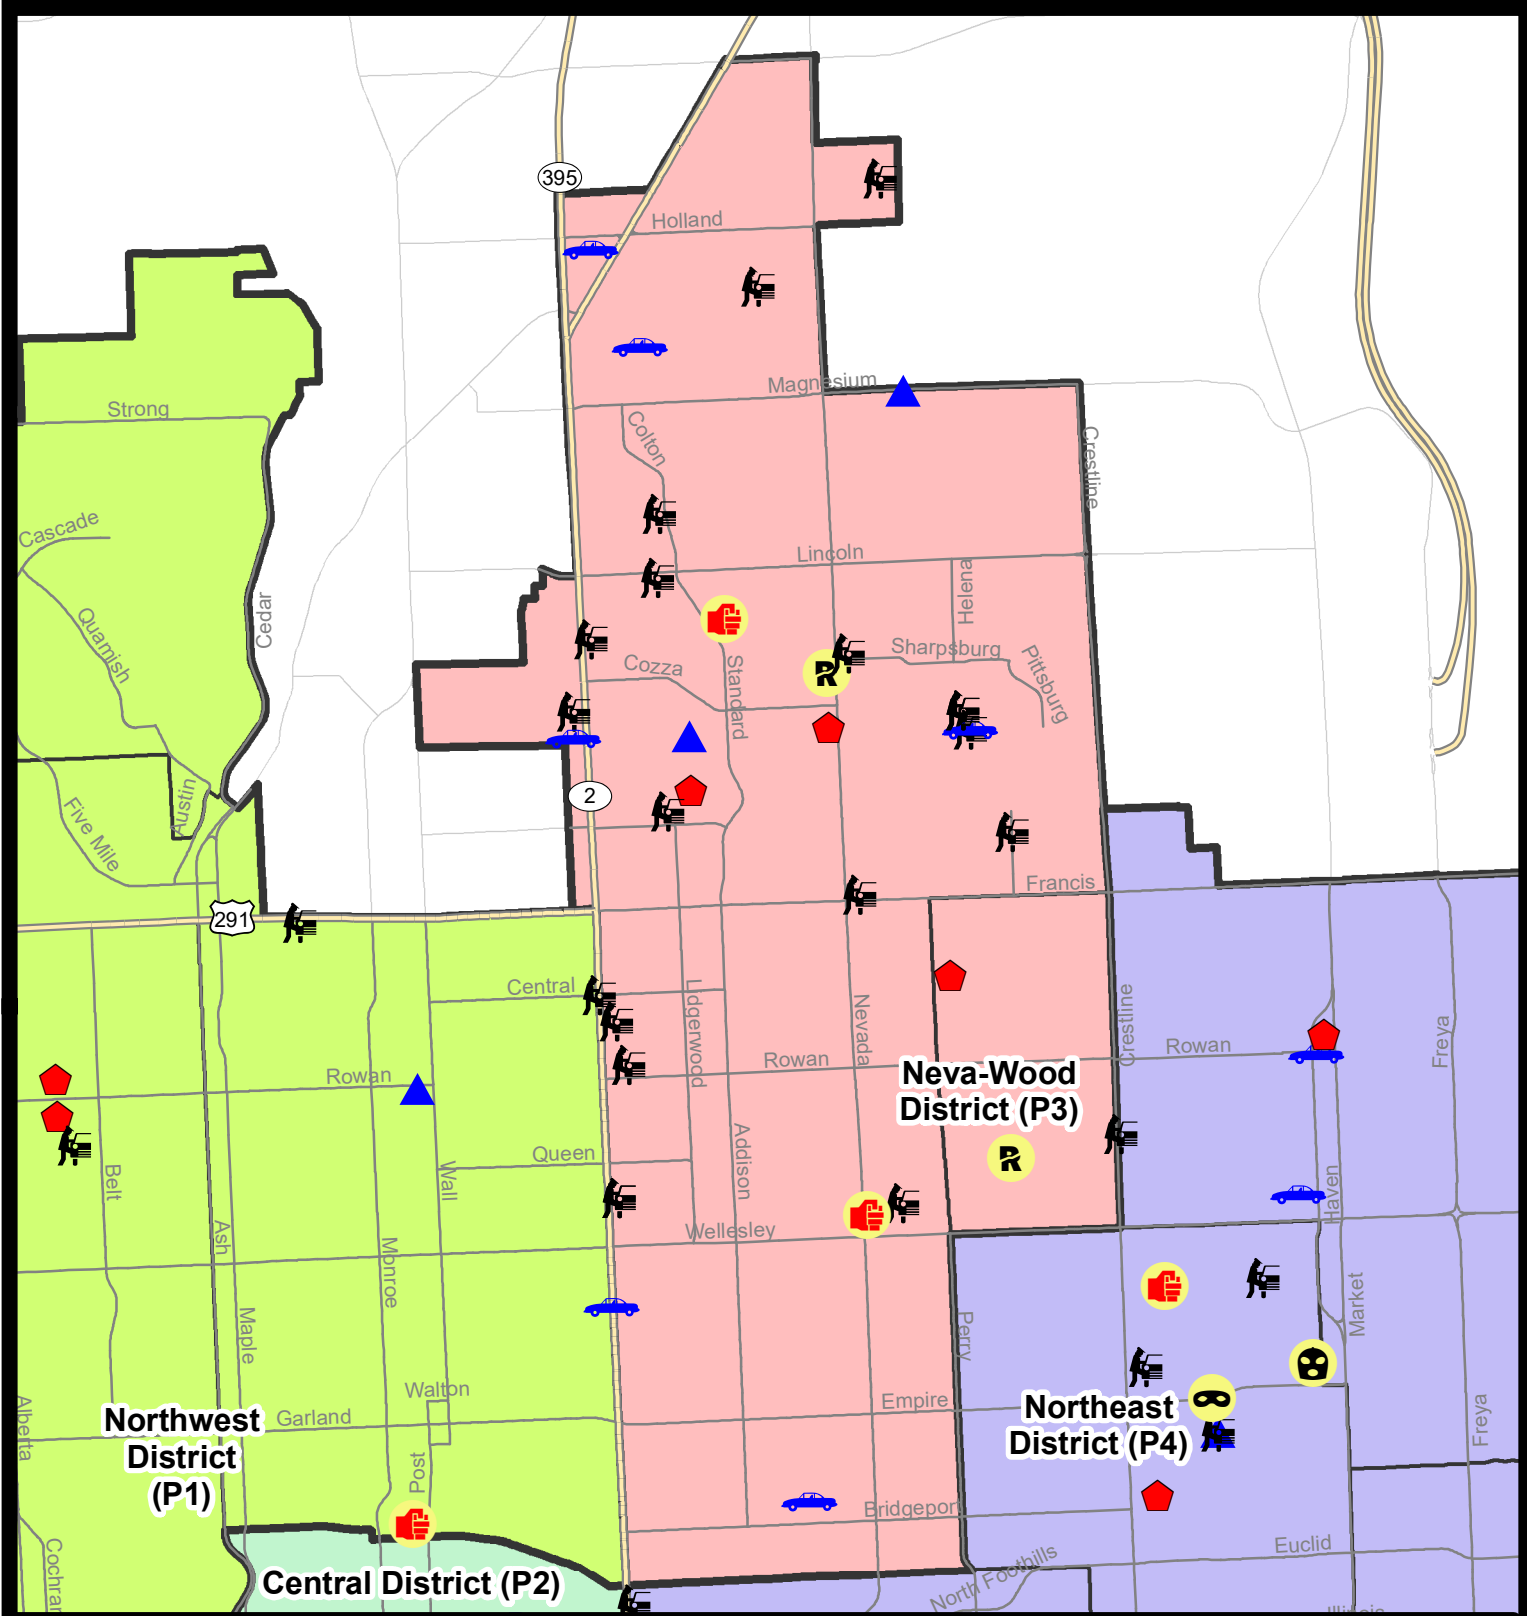 395
Holland
Magnesium
Strong
Colton
Crestline
Cascade
Lincoln
Helena
Cedar
Quamish
Sharpsburg
Cozza
Standard
Pittsburg
2
Austin
Five Mile
Francis
291
Central
Lidgerwood
Nevada
Crestline
Freya
Rowan
Rowan
Rowan
Neva-Wood
District (P3)
Queen
Addison
Belt
Wall
Haven
Ash
Wellesley
Monroe
Market
Maple
Perry
Walton
Empire
Alberta
Garland
Freya
Northwest
District
(P1)
Northeast
District (P4)
Post
Bridgeport
Cochran
Euclid
Central District (P2)
North Foothills